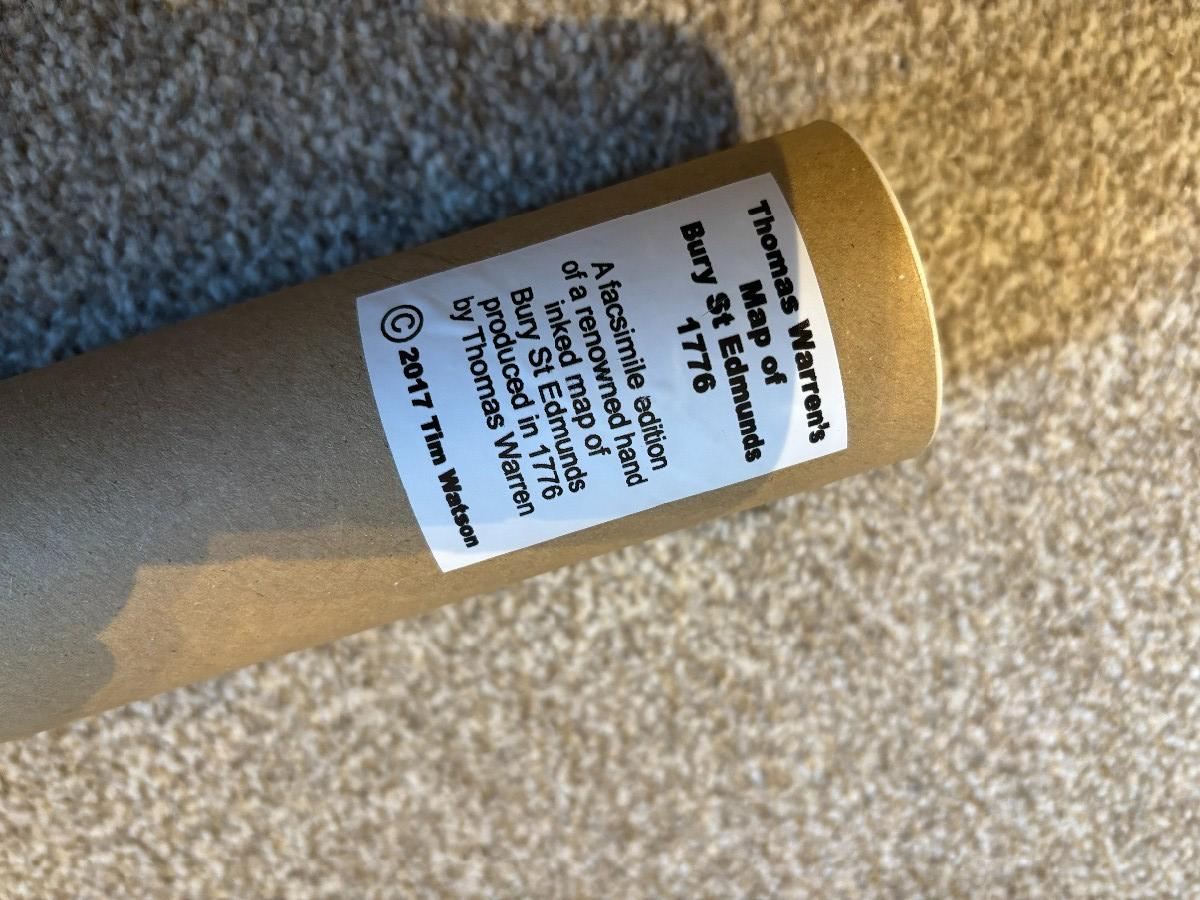 Thomas Warren's
Map of
Bury St Edmunds
1776
A facsimile edition
of a renowned hand
inked map of
Bury St Edmunds
produced in 1776
by Thomas Warren
© 2017 Tim Watson